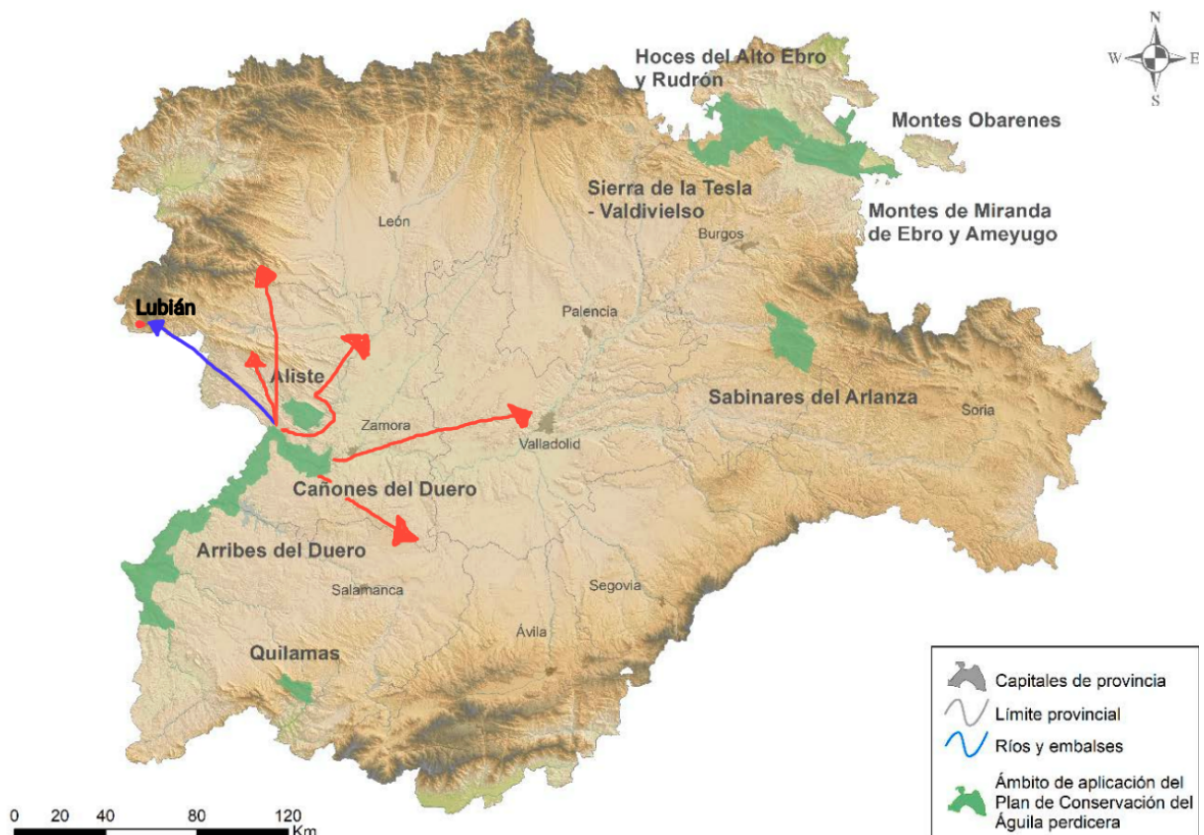 N
W
E
S
Hoces del Alto Ebro
y Rudrón
Montes Obarenes
Sierra de la Tesla
- Valdivielso
Montes de Miranda
de Ebro y Ameyugo
León
Burgos
Lubián
Palencia
Aliste
Sabinares del Arlanza
Soria
Zamora
Valladolid
Cañones del Duero
Arribes del Duero
Salamanca
Segovia
Ávila
Quilamas
Capitales de provincia
Límite provincial
Ríos y embalses
Ámbito de aplicación del
Plan de Conservación del
Águila perdicera
0 20 40 80 120
Km